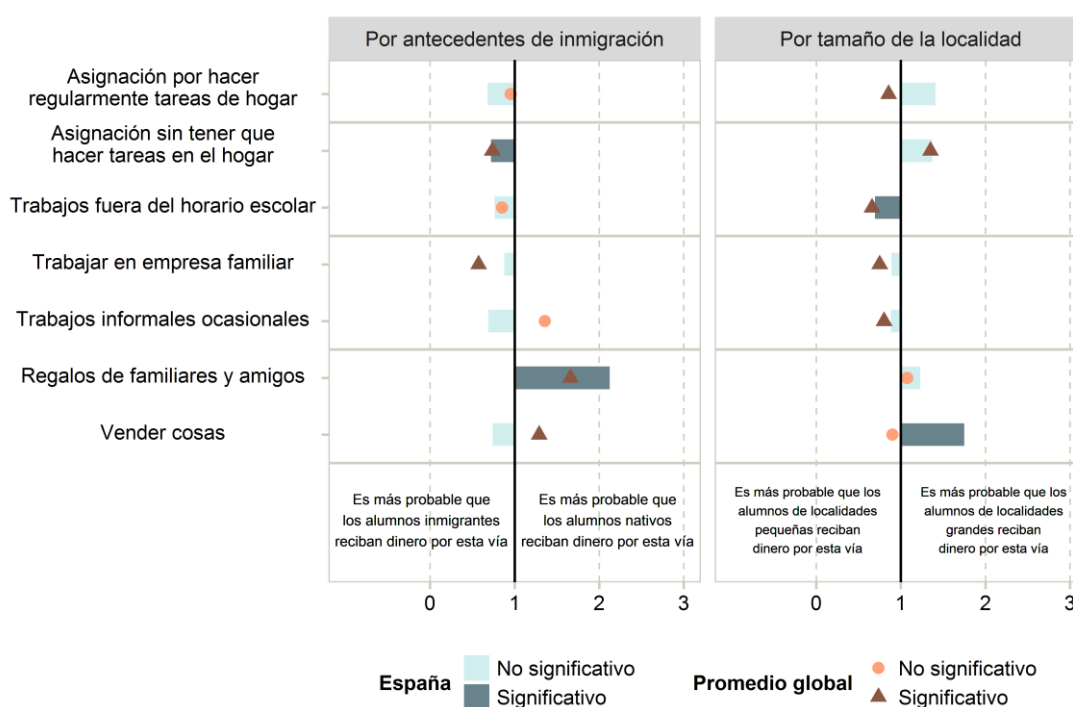 Por antecedentes de inmigración
Por tamaño de la localidad
Asignación por hacer
regularmente tareas de hogar
Asignación sin tener que
hacer tareas en el hogar
Trabajos fuera del horario escolar
Trabajar en empresa familiar
Trabajos informales ocasionales
Regalos de familiares y amigos
Vender cosas
Es más probable que
los alumnos inmigrantes
reciban dinero por esta vía
Es más probable que
los alumnos nativos
reciban dinero por esta vía
Es más probable que los
alumnos de localidades
pequeñas reciban
dinero por esta vía
Es más probable que los
alumnos de localidades
grandes reciban
dinero por esta vía
0 1 2 3
0 1 2 3
España
No significativo
Significativo
Promedio global
No significativo
Significativo